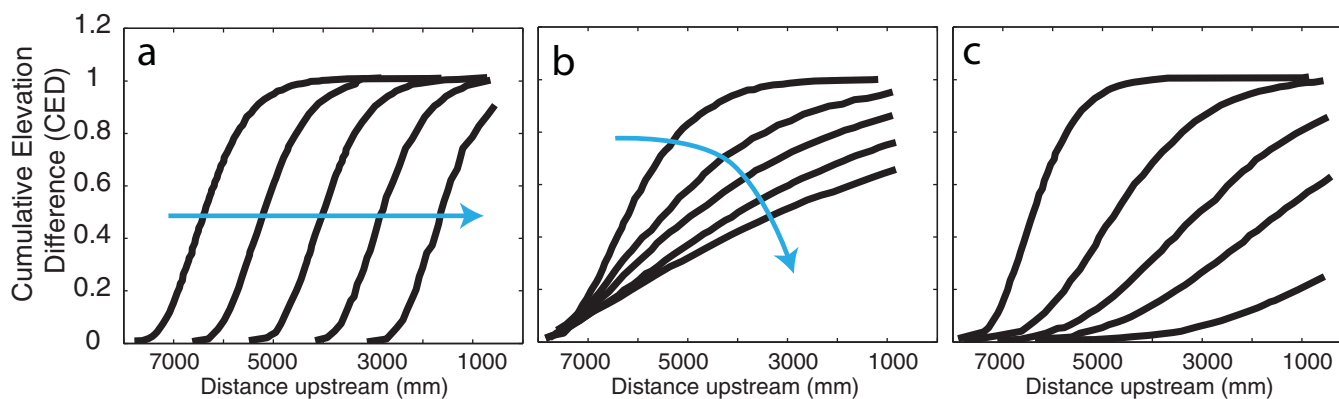 a
b
c
Cumulative Elevation
Difference (CED)
1.2
1
0.8
0.6
0.4
0.2
0
7000 5000 3000 1000
7000 5000 3000 1000
7000 5000 3000 1000
Distance upstream (mm)
Distance upstream (mm)
Distance upstream (mm)